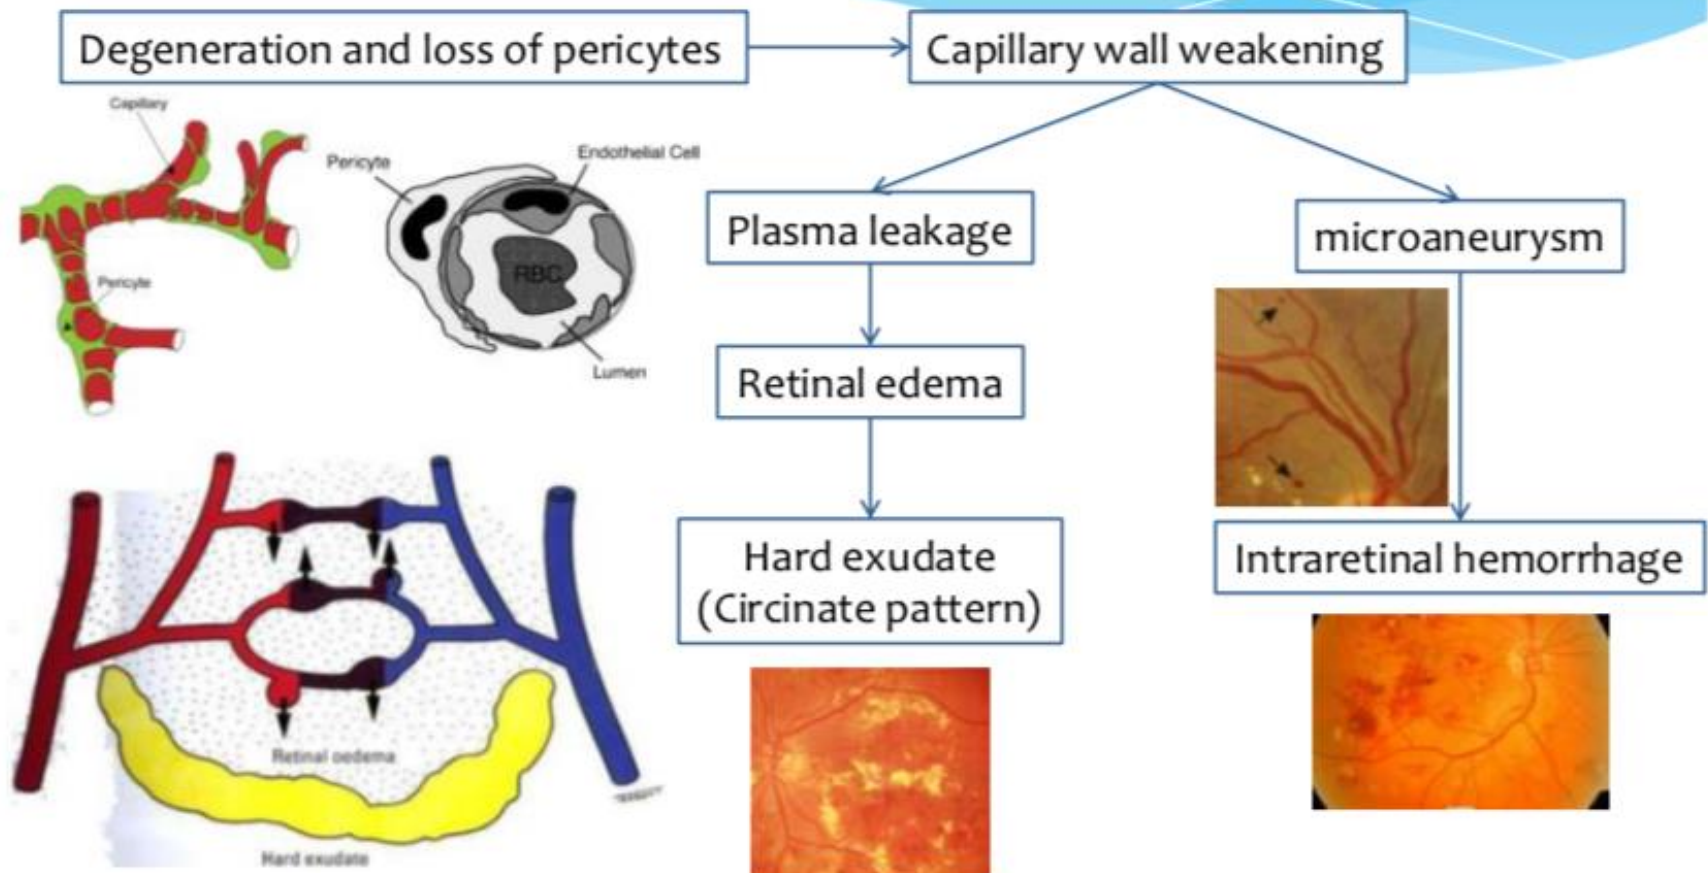 Degeneration and loss of pericytes
Capillary wall weakening
Capillary
Pericyte
Endothelial Cell
RBC
Lumen
Pericyte
Plasma leakage
microaneurysm
Retinal edema
Hard exudate
(Circinate pattern)
Intraretinal hemorrhage
Retinal oedema
Hard exudate